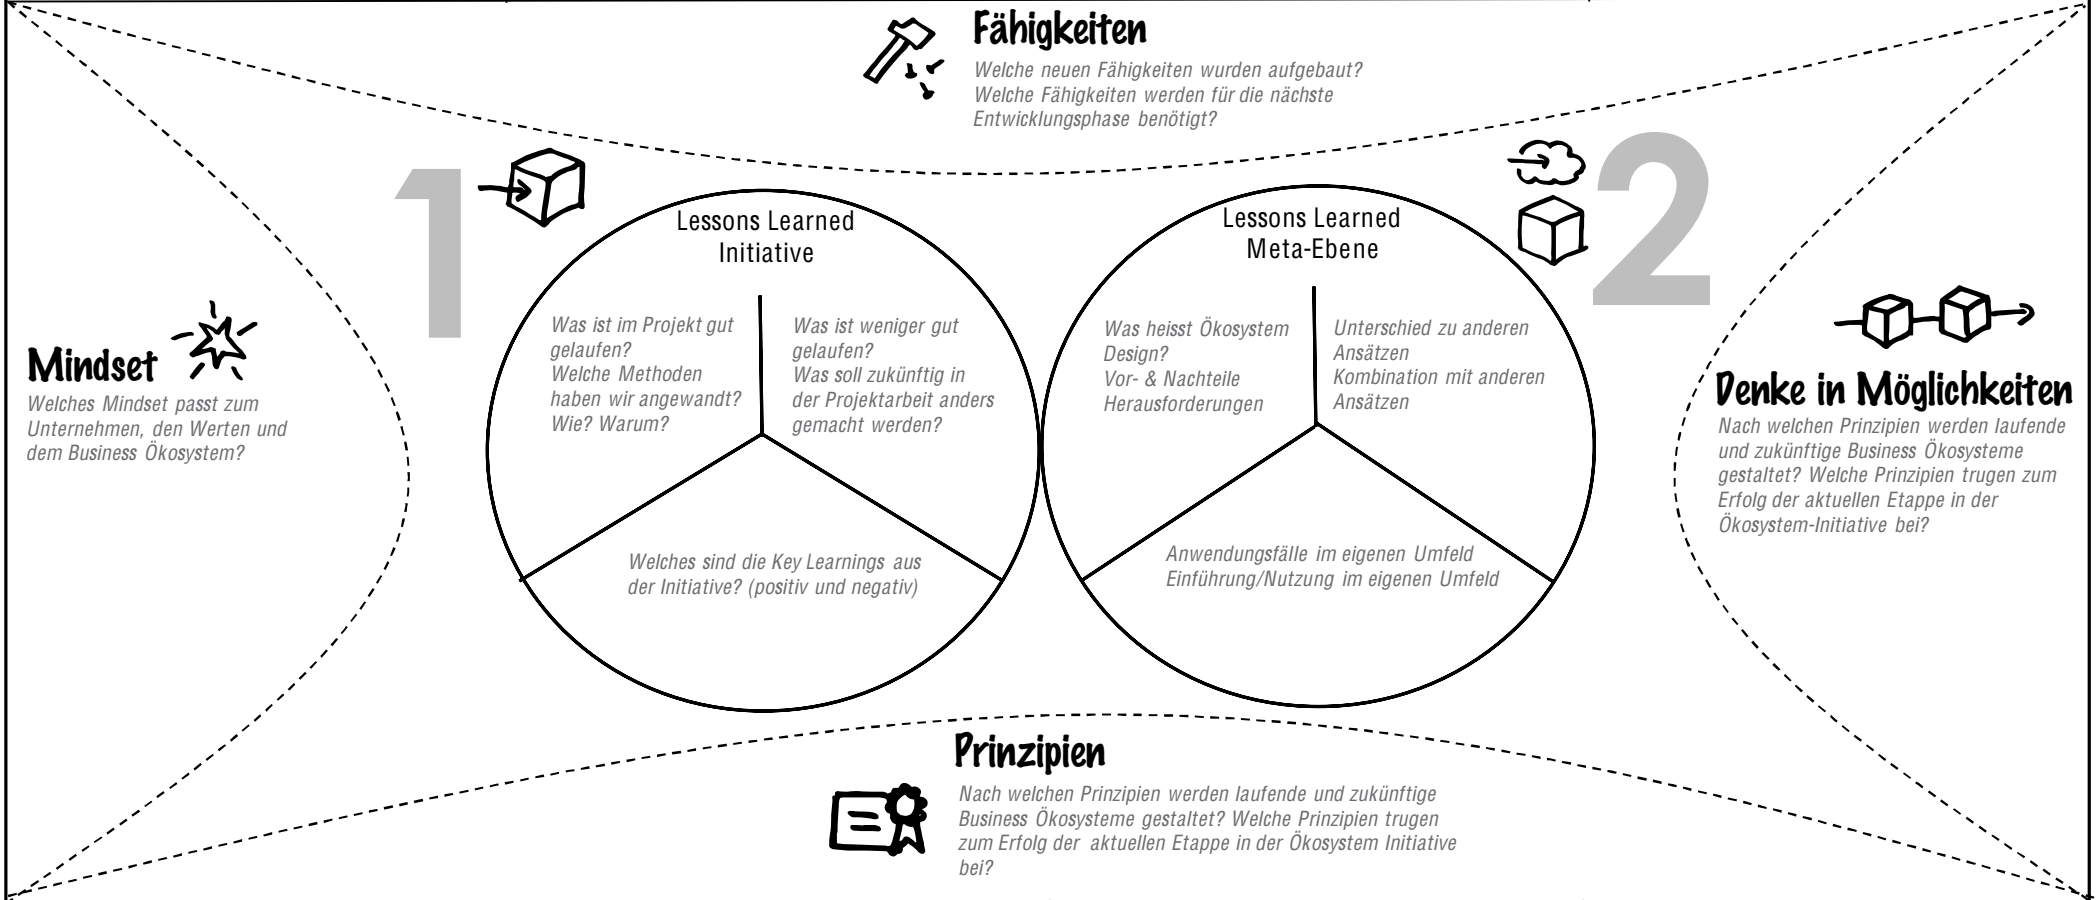 Fähigkeiten
Welche neuen Fähigkeiten wurden aufgebaut?
Welche Fähigkeiten werden für die nächste
Entwicklungsphase benötigt?
1
2
Lessons Learned
Initiative
Was ist im Projekt gut
gelaufen?
Welche Methoden
haben wir angewandt?
Wie? Warum?
Was ist weniger gut
gelaufen?
Was soll zukünftig in
der Projektarbeit anders
gemacht werden?
Welches sind die Key Learnings aus
der Initiative? (positiv und negativ)
Lessons Learned
Meta-Ebene
Was heisst Ökosystem
Design?
Vor- & Nachteile
Herausforderungen
Unterschied zu anderen
Ansätzen
Kombination mit anderen
Ansätzen
Anwendungsfälle im eigenen Umfeld
Einführung/Nutzung im eigenen Umfeld
Mindset
Welches Mindset passt zum
Unternehmen, den Werten und
dem Business Ökosystem?
Denke in Möglichkeiten
Nach welchen Prinzipien werden laufende
und zukünftige Business Ökosysteme
gestaltet? Welche Prinzipien trugen zum
Erfolg der aktuellen Etappe in der
Ökosystem-Initiative bei?
Prinzipien
Nach welchen Prinzipien werden laufende und zukünftige
Business Ökosysteme gestaltet? Welche Prinzipien trugen
zum Erfolg der aktuellen Etappe in der Ökosystem Initiative
bei?